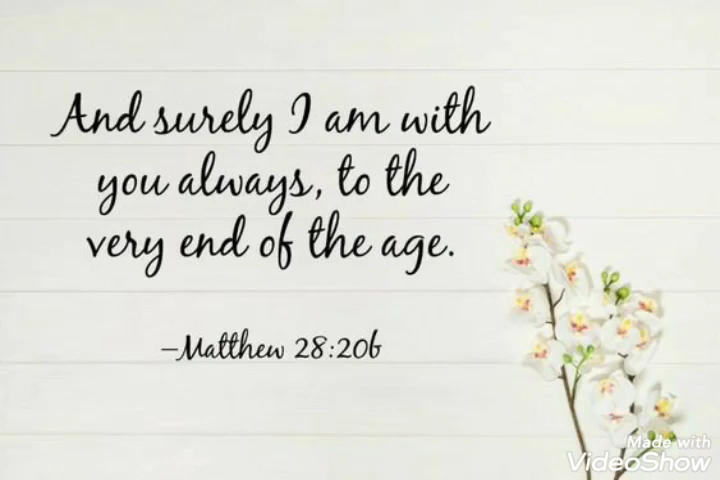 And surely I am with
you always, to the
very end of the age.
–Matthew 28:20b
Made with
VideoShow